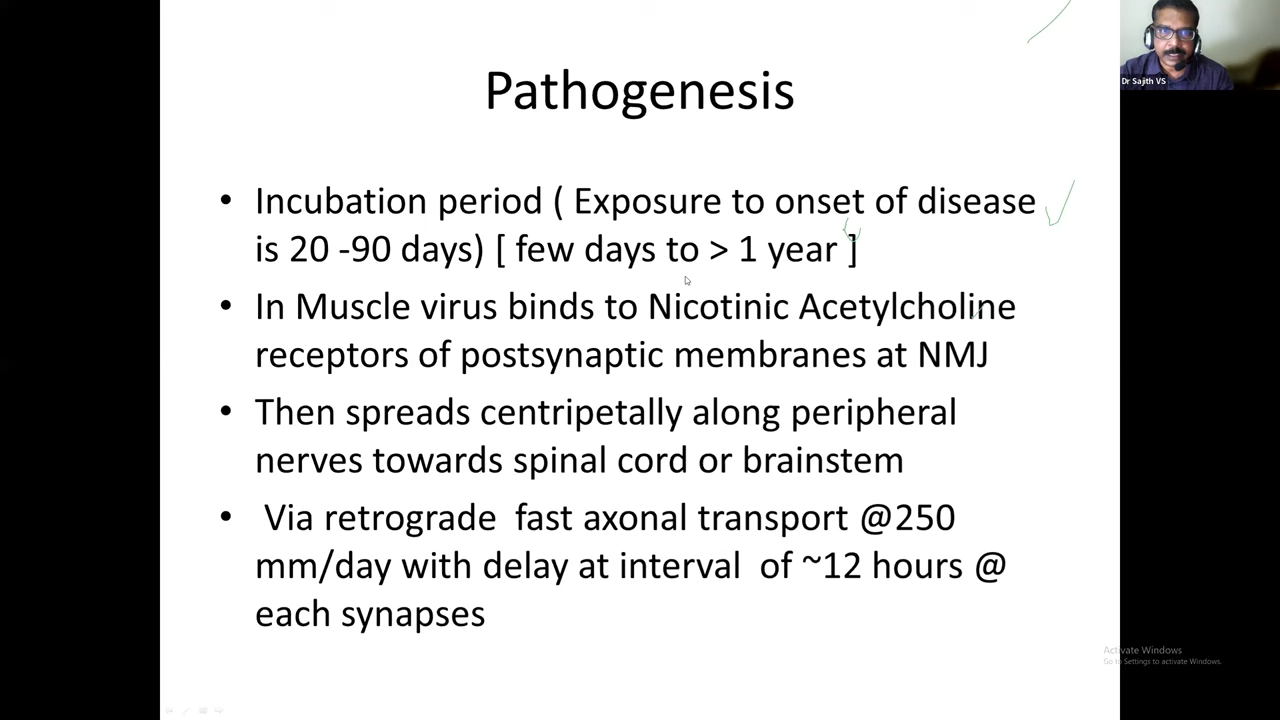 Pathogenesis
• Incubation period ( Exposure to onset of disease
is 20 -90 days) [ few days to > 1 year ]
• In Muscle virus binds to Nicotinic Acetylcholine
receptors of postsynaptic membranes at NMJ
• Then spreads centripetally along peripheral
nerves towards spinal cord or brainstem
• Via retrograde fast axonal transport @250
mm/day with delay at interval of ~12 hours @
each synapses
Dr Sajith VS
Activate Windows
Go to Settings to activate Windows.